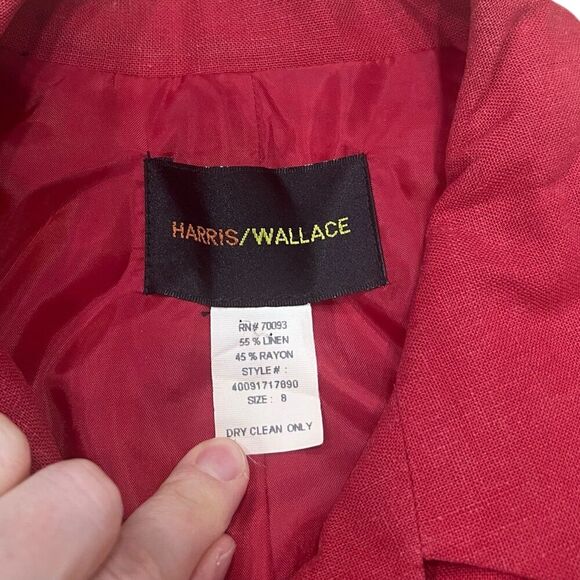 HARRIS/WALLACE
RN# 70093
55 % LINEN
45 % RAYON
STYLE # :
40091717890
SIZE : 8
DRY CLEAN ONLY